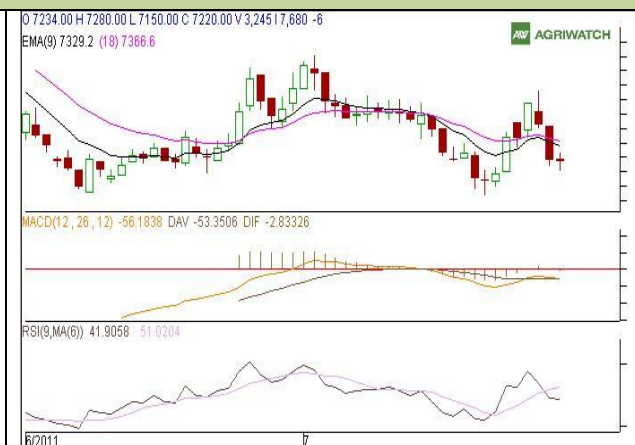 O 7234.00 H 7280.00 L 7150.00 C 7220.00 V 3,245 I 7,680 -6
AW AGRIWATCH
EMA(9) 7329.2 (18) 7366.6
MACD(12 , 26 , 12) -56.1838 DAV -53.3506 DIF -2.83326
RSI(9,MA(6)) 41.9058 51.0204
6/2011 7